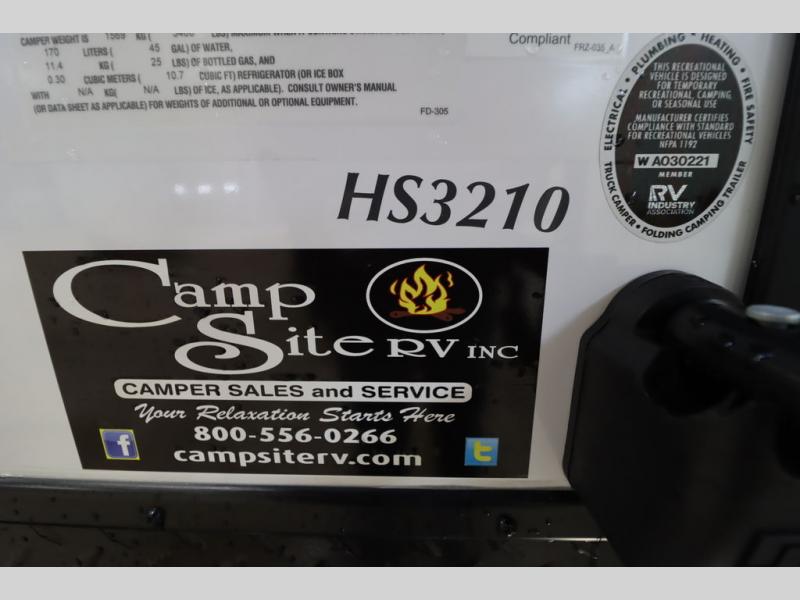 CAMPER WEIGHT IS 1569 KG (
170 LITERS ( 45 GAL) OF WATER,
11.4 KG ( 25 LBS) OF BOTTLED GAS, AND
0.30 CUBIC METERS ( 10.7 CUBIC FT) REFRIGERATOR (OR ICE BOX
WITH N/A KG( N/A LBS) OF ICE, AS APPLICABLE). CONSULT OWNER'S MANUAL
(OR DATA SHEET AS APPLICABLE) FOR WEIGHTS OF ADDITIONAL OR OPTIONAL EQUIPMENT.
FD-305
Compliant
FRZ-035_A
ELECTRICAL • PLUMBING • HEATING • FIRE SAFETY
THIS RECREATIONAL
VEHICLE IS DESIGNED
FOR TEMPORARY
RECREATIONAL, CAMPING,
OR SEASONAL USE
MANUFACTURER CERTIFIES
COMPLIANCE WITH STANDARD
FOR RECREATIONAL VEHICLES
NFPA 1192
W A030221
MEMBER
RV
INDUSTRY
ASSOCIATION
TRUCK CAMPER • FOLDING CAMPING TRAILER
HS3210
Camp
Site RV INC
CAMPER SALES and SERVICE
Your Relaxation Starts Here
800-556-0266
f campsiterv.com t